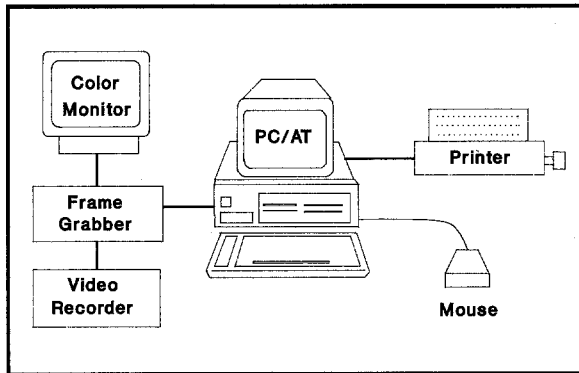 Color
Monitor
PC/AT
Printer
Frame
Grabber
Video
Recorder
Mouse